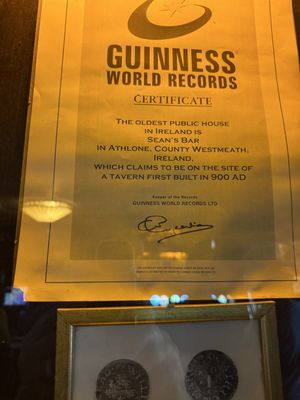 GUINNESS
WORLD RECORDS
CERTIFICATE
THE OLDEST PUBLIC HOUSE
IN IRELAND IS
SEAN'S BAR
IN ATHLONE, COUNTY WESTMEATH,
IRELAND,
WHICH CLAIMS TO BE ON THE SITE OF
A TAVERN FIRST BUILT IN 900 AD
Keeper of the Records
GUINNESS WORLD RECORDS LTD